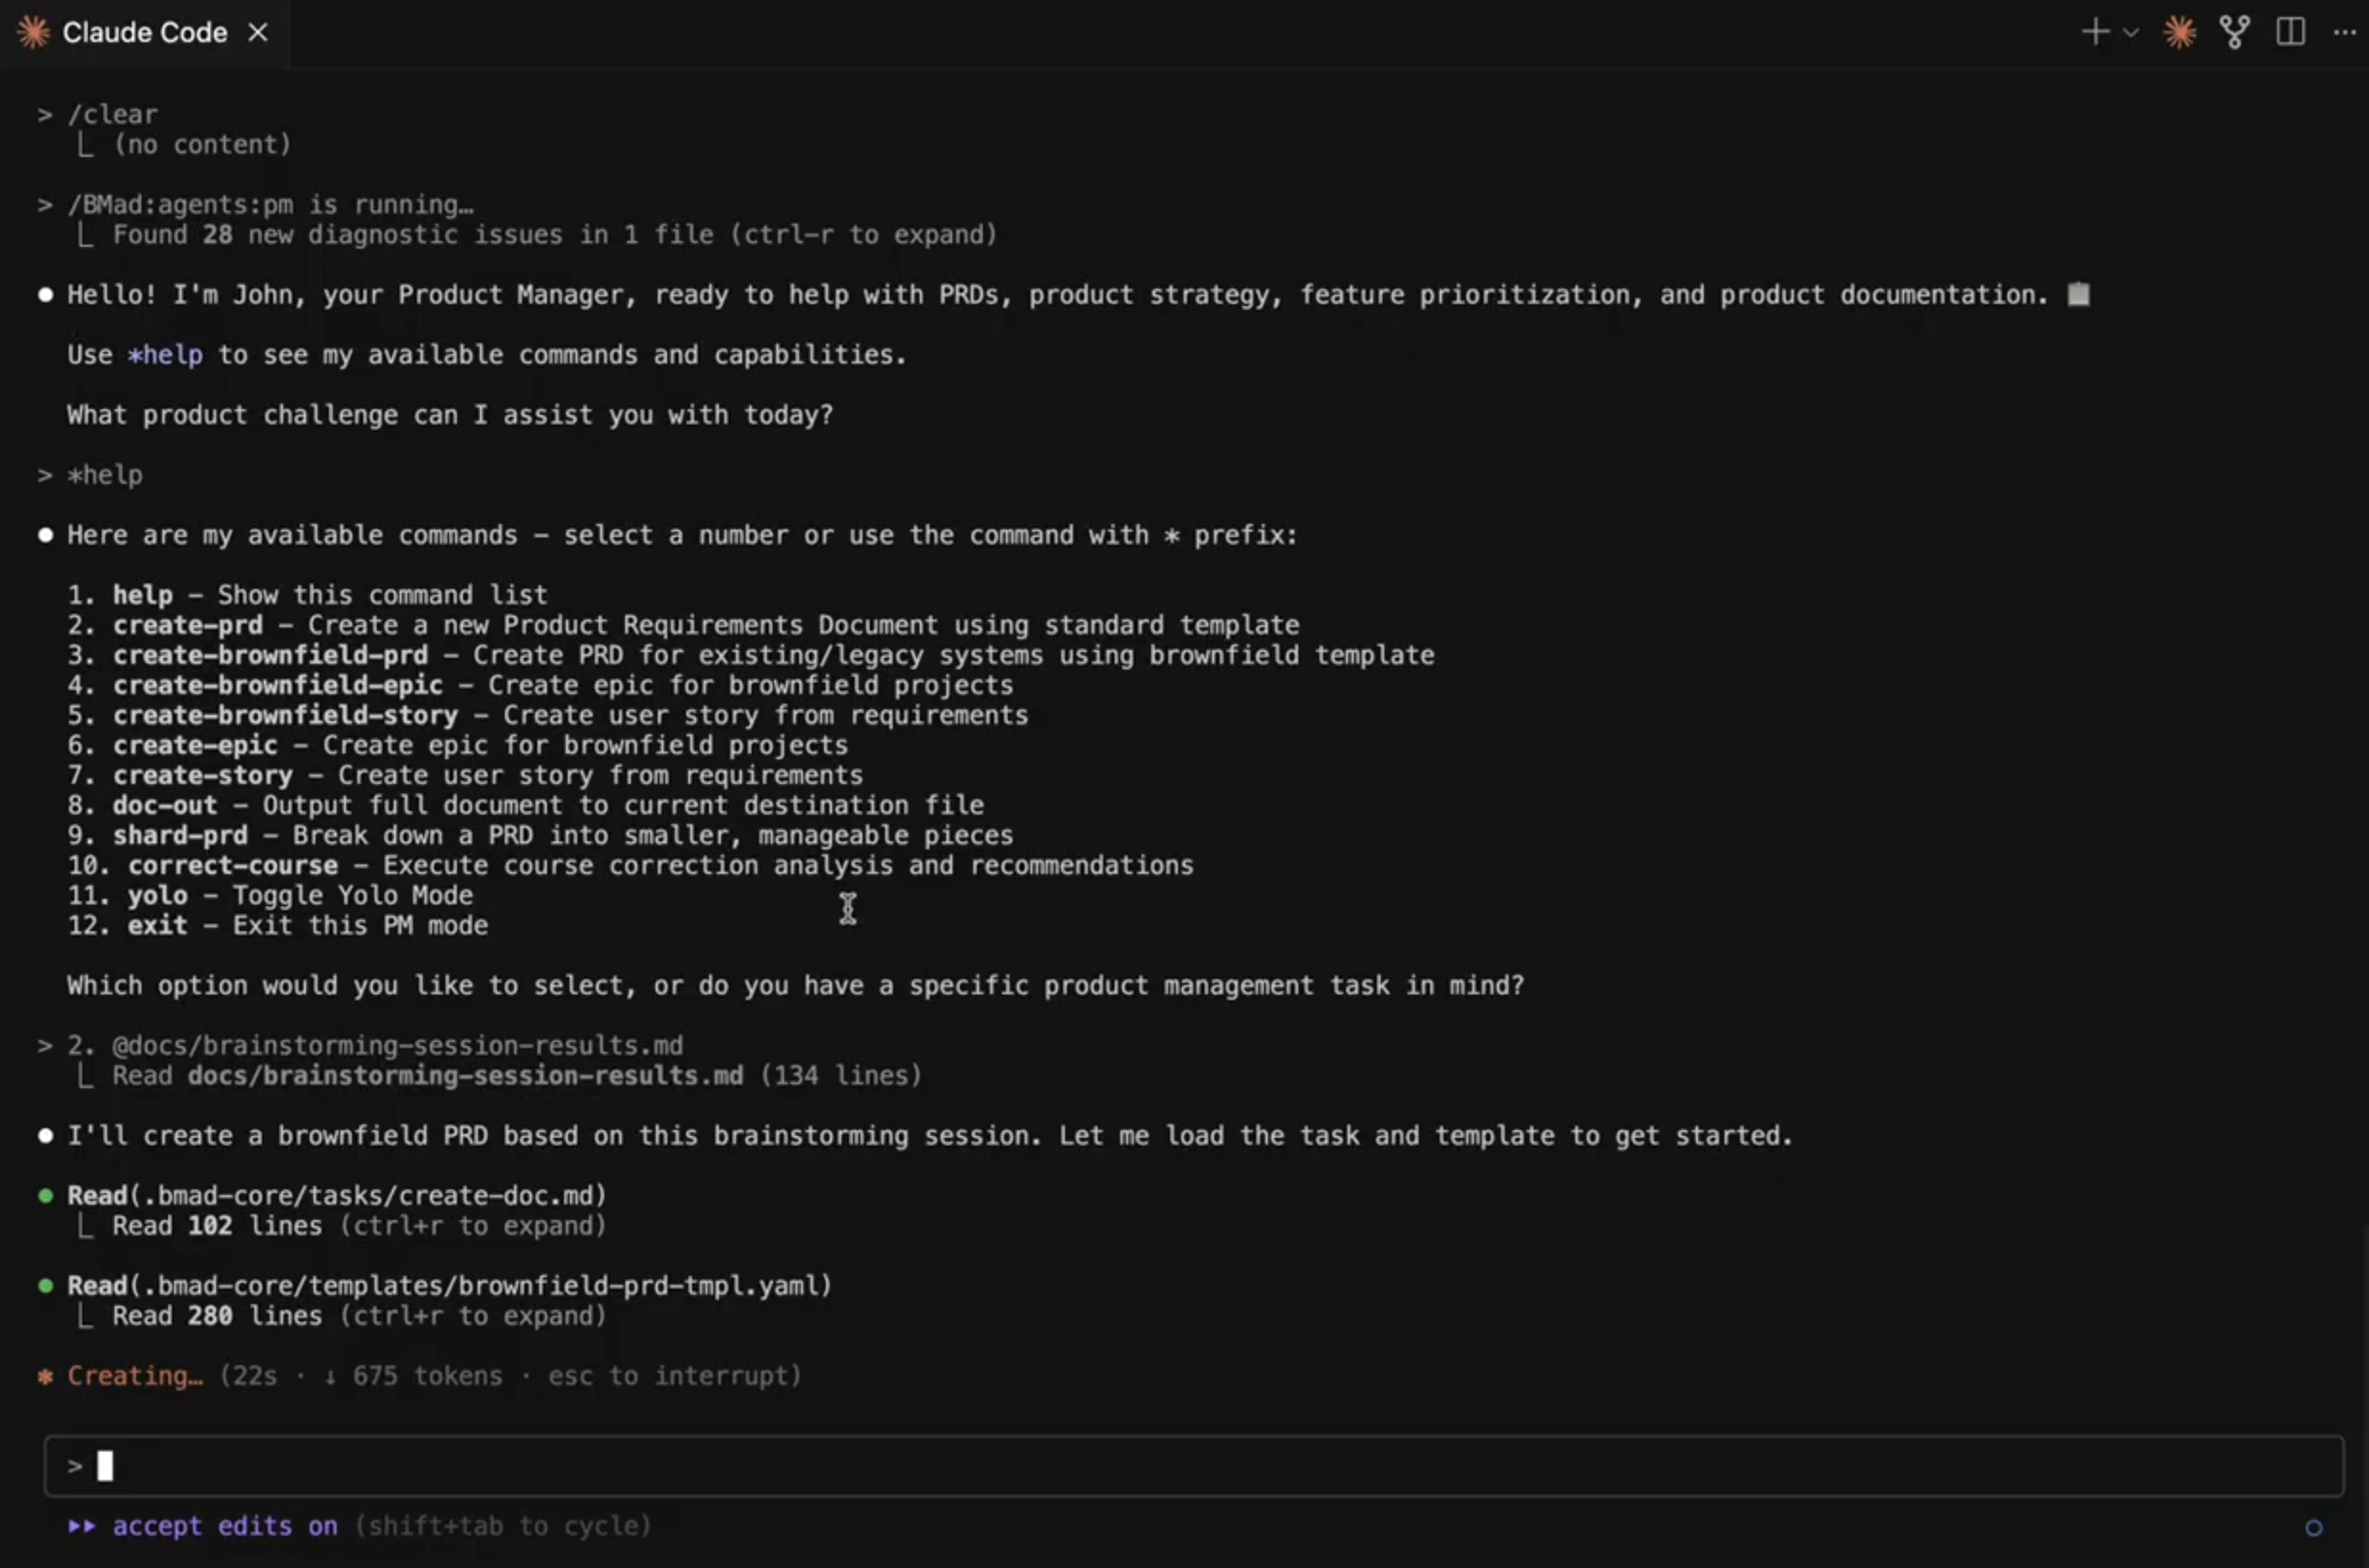 Claude Code ×
> /clear
⎿ (no content)
> /BMad:agents:pm is running…
⎿ Found 28 new diagnostic issues in 1 file (ctrl-r to expand)
● Hello! I'm John, your Product Manager, ready to help with PRDs, product strategy, feature prioritization, and product documentation. 📋
Use *help to see my available commands and capabilities.
What product challenge can I assist you with today?
> *help
● Here are my available commands – select a number or use the command with * prefix:
1. help – Show this command list
2. create-prd – Create a new Product Requirements Document using standard template
3. create-brownfield-prd – Create PRD for existing/legacy systems using brownfield template
4. create-brownfield-epic – Create epic for brownfield projects
5. create-brownfield-story – Create user story from requirements
6. create-epic – Create epic for brownfield projects
7. create-story – Create user story from requirements
8. doc-out – Output full document to current destination file
9. shard-prd – Break down a PRD into smaller, manageable pieces
10. correct-course – Execute course correction analysis and recommendations
11. yolo – Toggle Yolo Mode
12. exit – Exit this PM mode
Which option would you like to select, or do you have a specific product management task in mind?
> 2. @docs/brainstorming-session-results.md
⎿ Read docs/brainstorming-session-results.md (134 lines)
● I'll create a brownfield PRD based on this brainstorming session. Let me load the task and template to get started.
● Read(.bmad-core/tasks/create-doc.md)
⎿ Read 102 lines (ctrl+r to expand)
● Read(.bmad-core/templates/brownfield-prd-tmpl.yaml)
⎿ Read 280 lines (ctrl+r to expand)
✱ Creating… (22s · ↓ 675 tokens · esc to interrupt)
>
▸▸ accept edits on (shift+tab to cycle)